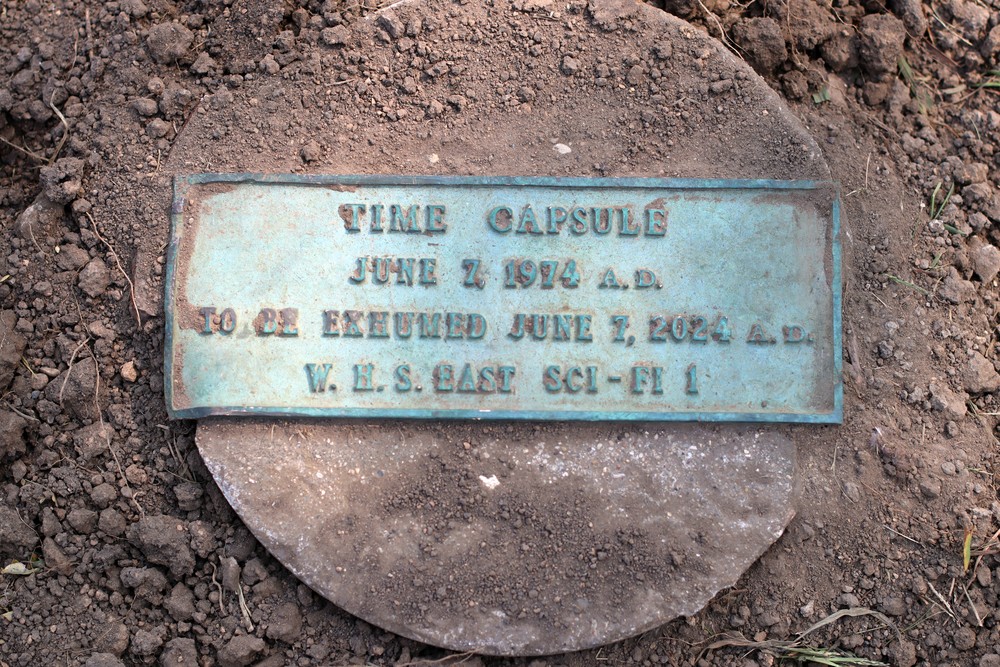 TIME CAPSULE
JUNE 7, 1974 A.D.
TO BE EXHUMED JUNE 7, 2024 A.D.
W. H. S. EAST SCI-FI 1